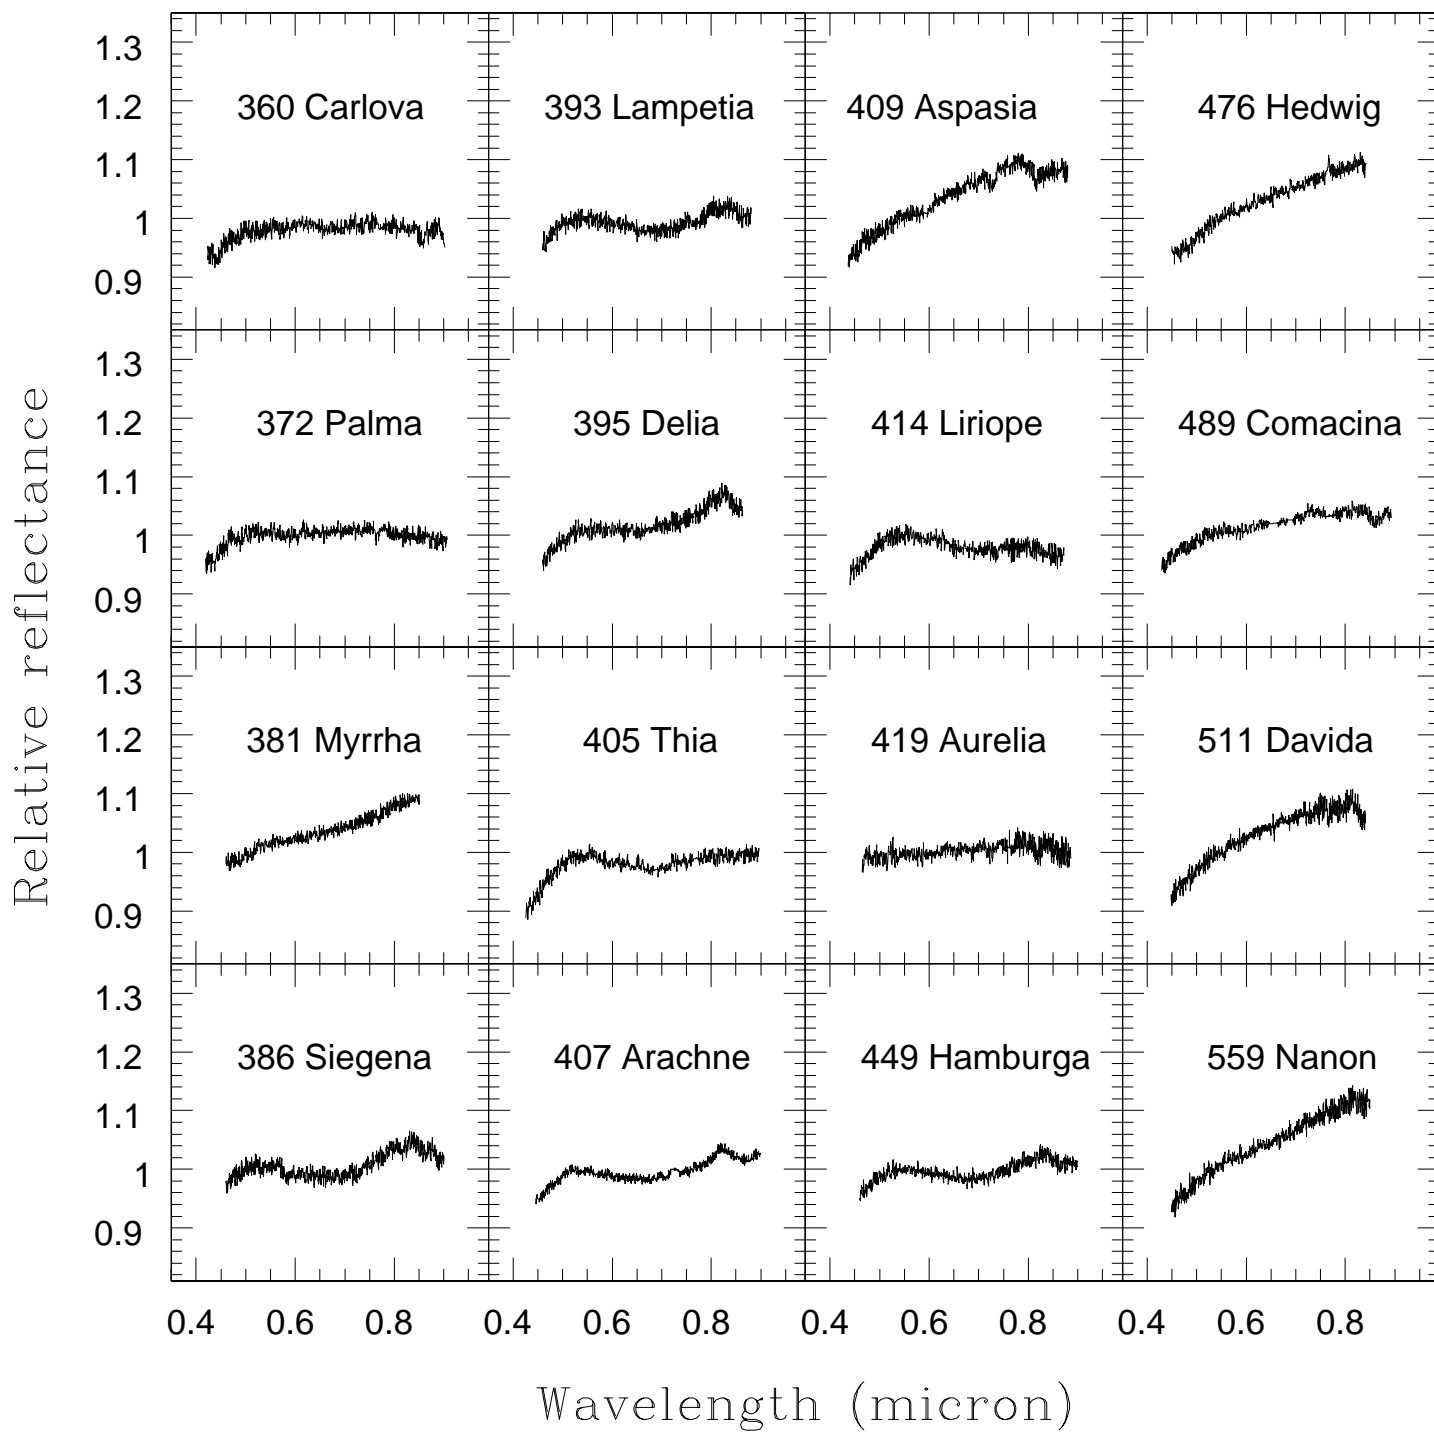 1.3
1.2
1.1
1
0.9
360 Carlova
393 Lampetia
409 Aspasia
476 Hedwig
1.3
1.2
1.1
1
0.9
372 Palma
395 Delia
414 Liriope
489 Comacina
1.3
1.2
1.1
1
0.9
381 Myrrha
405 Thia
419 Aurelia
511 Davida
1.3
1.2
1.1
1
0.9
386 Siegena
407 Arachne
449 Hamburga
559 Nanon
0.4 0.6 0.8 0.4 0.6 0.8 0.4 0.6 0.8 0.4 0.6 0.8
Relative reflectance
Wavelength (micron)